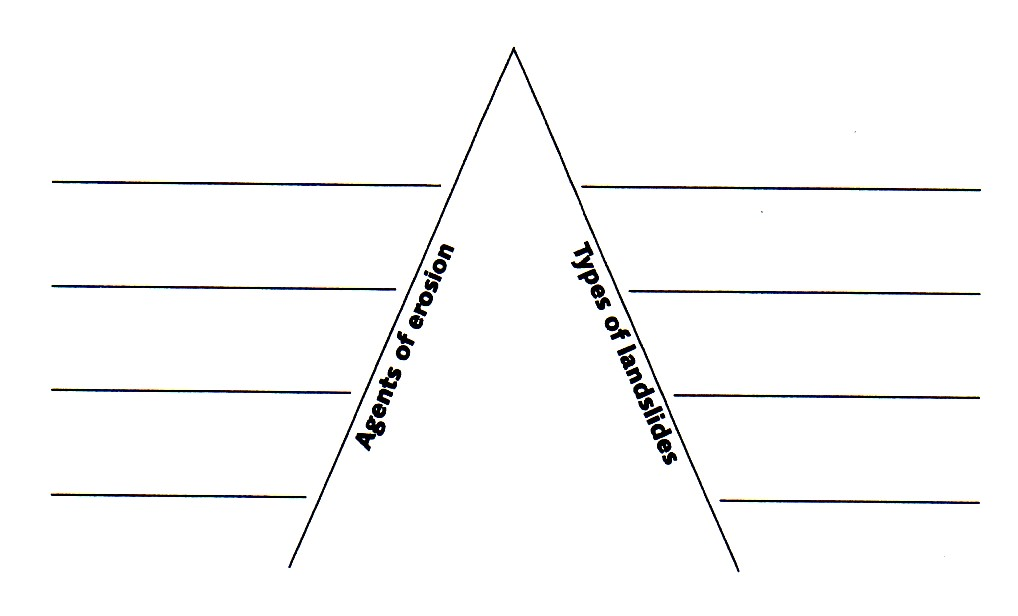 Agents of erosion
Types of landslides